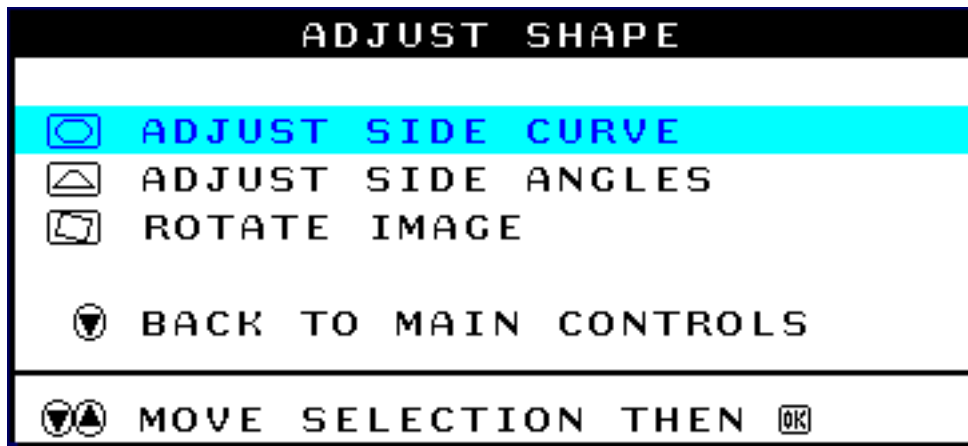 ADJUST SHAPE
ADJUST SIDE CURVE
ADJUST SIDE ANGLES
ROTATE IMAGE
BACK TO MAIN CONTROLS
MOVE SELECTION THEN OK